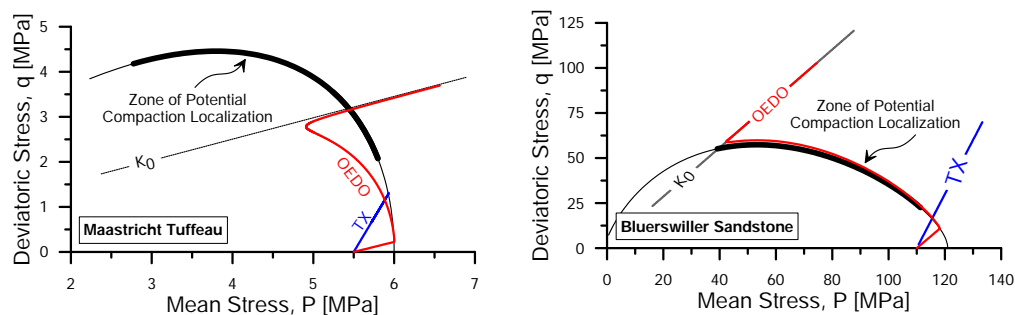 5
4
3
2
1
0
Deviatoric Stress, q [MPa]
Zone of Potential
Compaction Localization
K0
OEDO
TX
Maastricht Tuffeau
2
3
4
5
6
7
Mean Stress, P [MPa]
125
100
75
50
25
0
Deviatoric Stress, q [MPa]
OEDO
Zone of Potential
Compaction Localization
K0
TX
Bluerswiller Sandstone
0
20
40
60
80
100
120
140
Mean Stress, P [MPa]